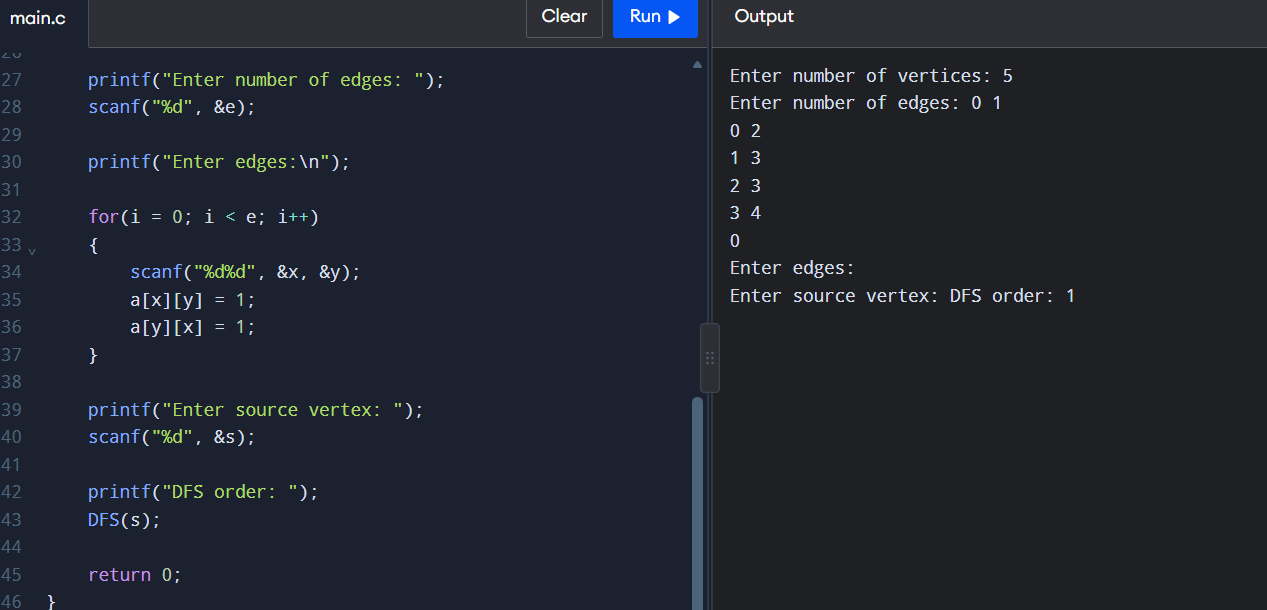 main.c
Clear
Run
Output
26
27 printf("Enter number of edges: ");
28 scanf("%d", &e);
29
30 printf("Enter edges:\n");
31
32 for(i = 0; i < e; i++)
33 {
34 scanf("%d%d", &x, &y);
35 a[x][y] = 1;
36 a[y][x] = 1;
37 }
38
39 printf("Enter source vertex: ");
40 scanf("%d", &s);
41
42 printf("DFS order: ");
43 DFS(s);
44
45 return 0;
46 }
Enter number of vertices: 5
Enter number of edges: 0 1
0 2
1 3
2 3
3 4
0
Enter edges:
Enter source vertex: DFS order: 1